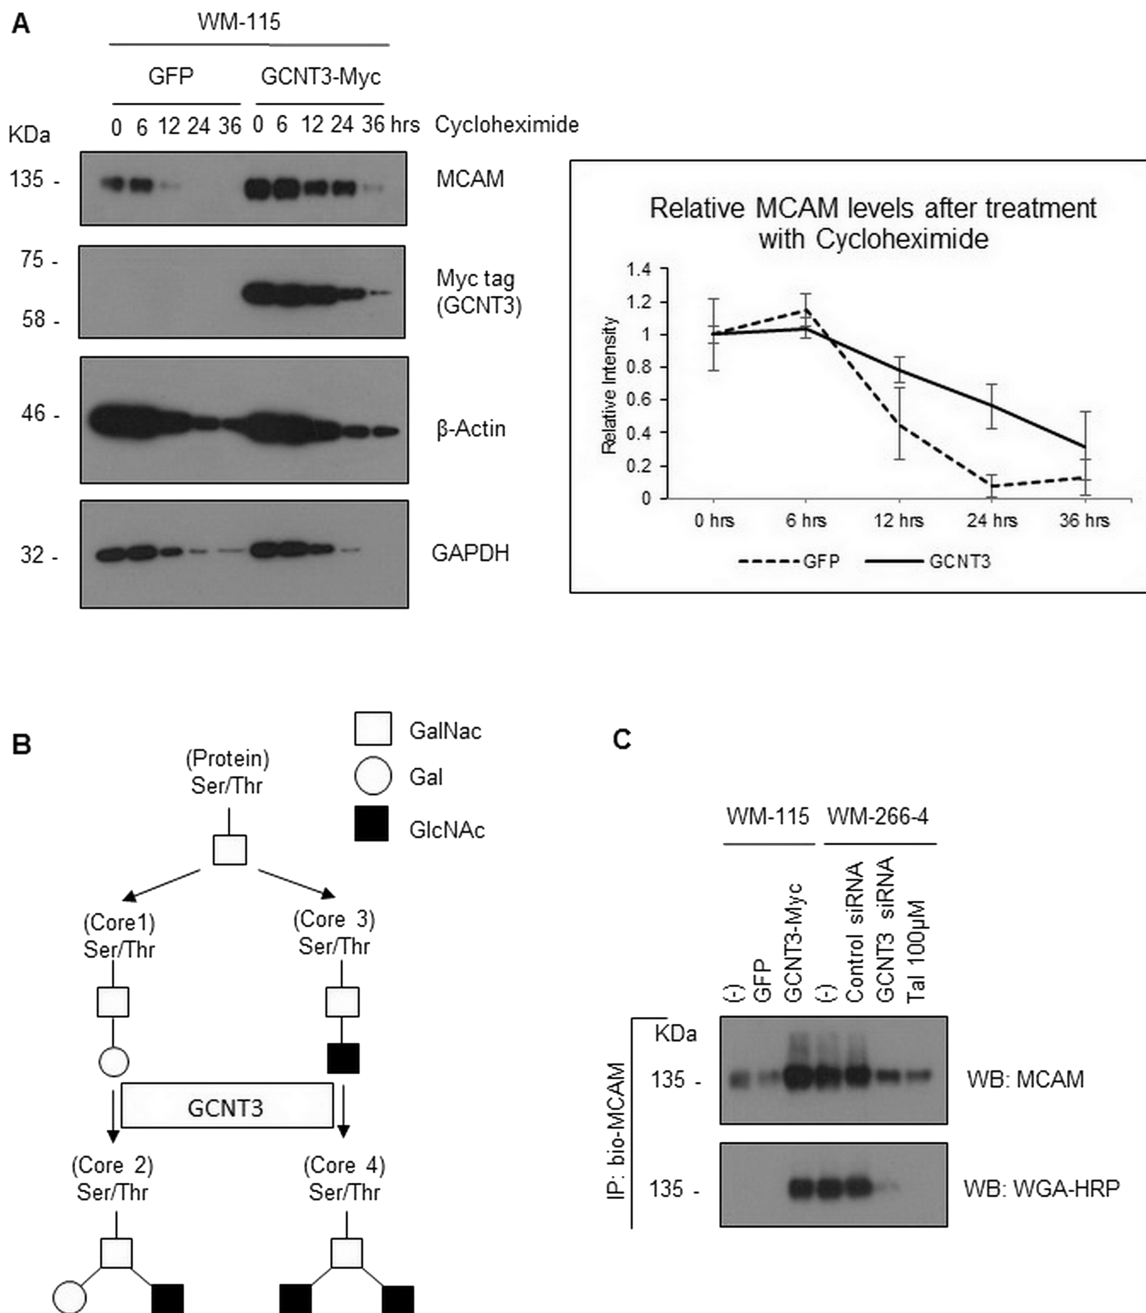 A
WM-115
GFP GCNT3-Myc
KDa 0 6 12 24 36 0 6 12 24 36 hrs Cycloheximide
135 - MCAM
75 -
Myc tag
(GCNT3)
58 -
46 - β-Actin
32 - GAPDH
Relative MCAM levels after treatment
with Cycloheximide
Relative Intensity
1.4
1.2
1
0.8
0.6
0.4
0.2
0
0 hrs 6 hrs 12 hrs 24 hrs 36 hrs
GFP GCNT3
B
GalNac
Gal
GlcNAc
(Protein)
Ser/Thr
(Core1) (Core 3)
Ser/Thr Ser/Thr
GCNT3
(Core 2) (Core 4)
Ser/Thr Ser/Thr
C
WM-115 WM-266-4
(-) GFP GCNT3-Myc (-) Control siRNA GCNT3 siRNA Tal 100µM
IP: bio-MCAM
KDa
135 - WB: MCAM
135 - WB: WGA-HRP